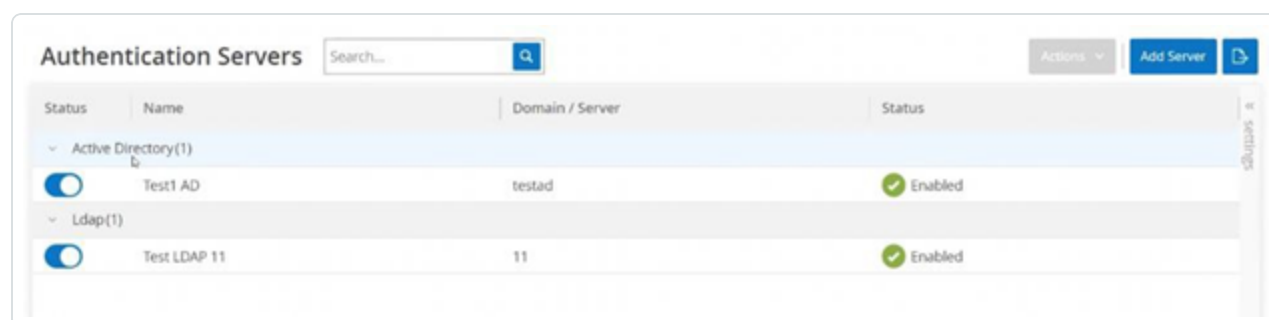 Authentication Servers Search... Actions Add Server
Status Name Domain / Server Status
Active Directory(1)
Test1 AD testad Enabled
Ldap(1)
Test LDAP 11 11 Enabled
settings